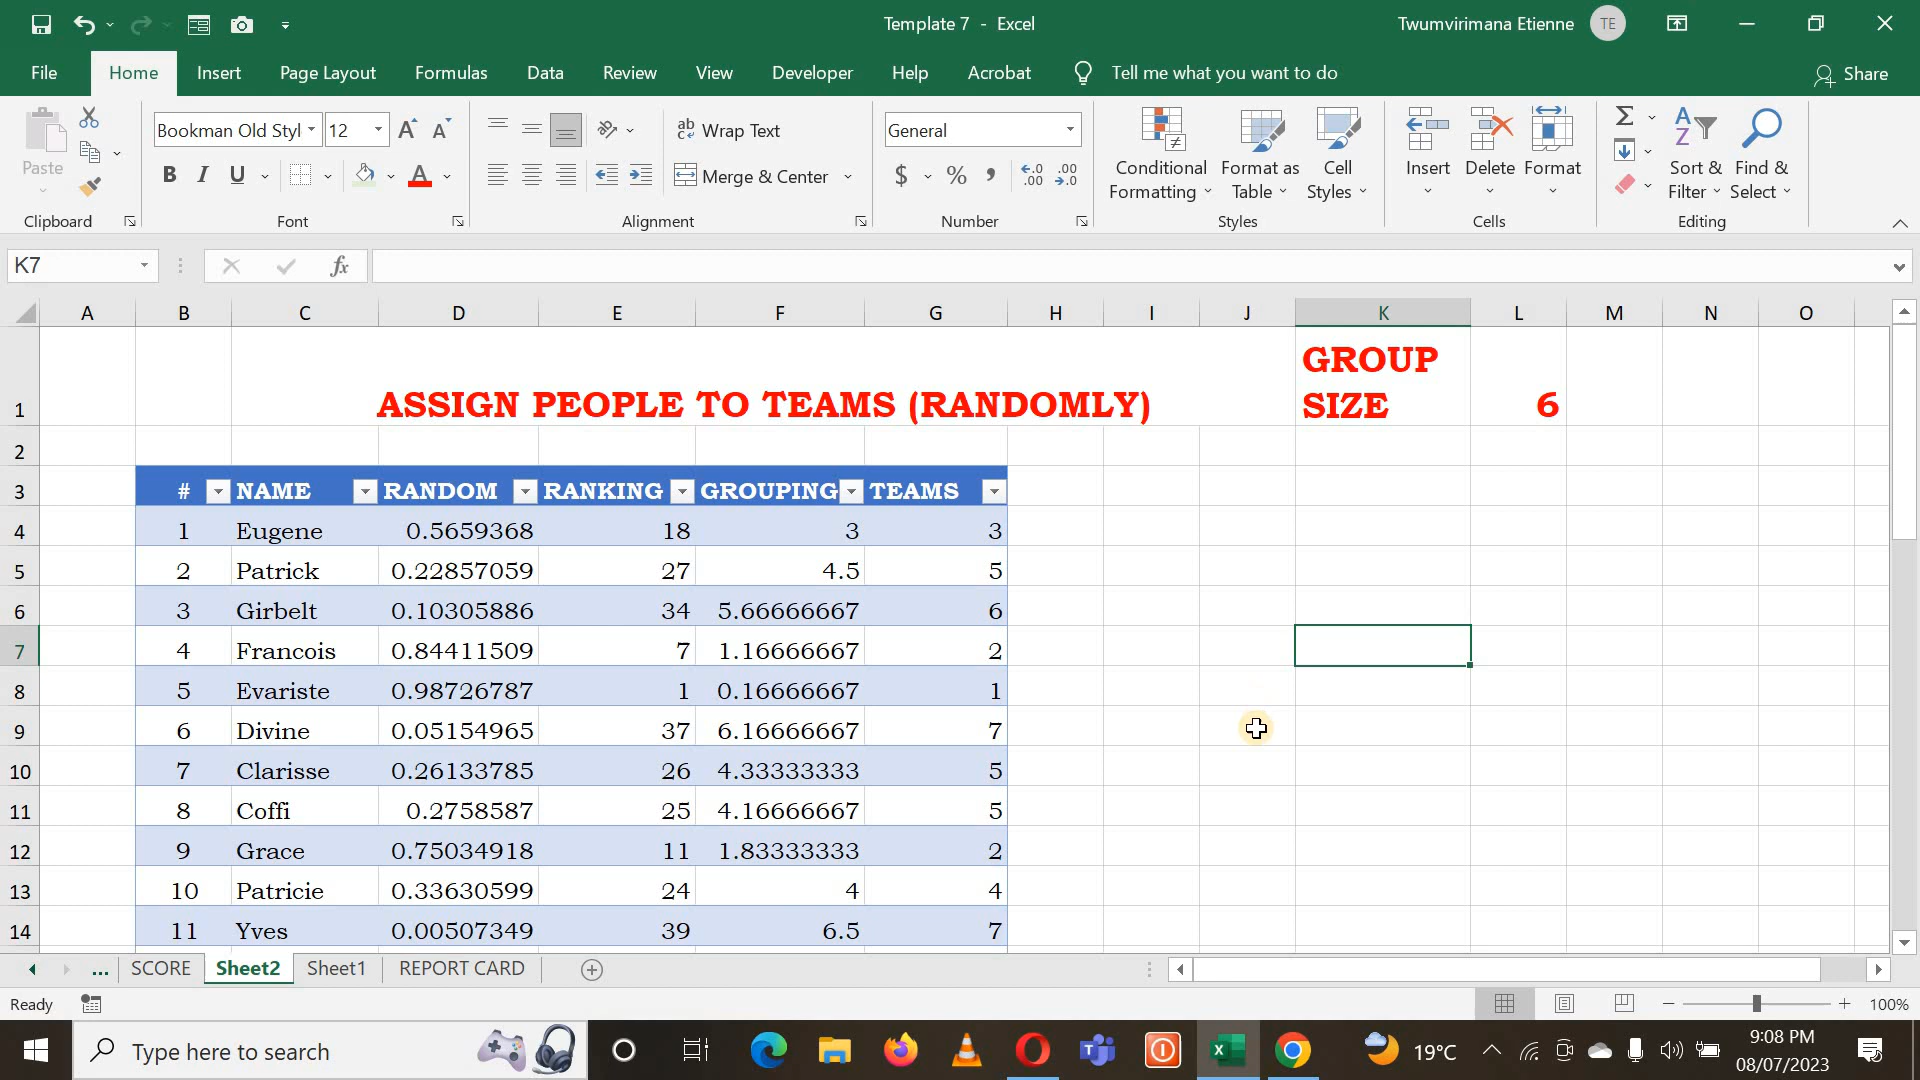 Template 7 - Excel
Twumvirimana Etienne TE
File Home Insert Page Layout Formulas Data Review View Developer Help Acrobat Tell me what you want to do Share
Paste
Clipboard
Bookman Old Styl 12
B I U
Font
Wrap Text
Merge & Center
Alignment
General
$ % ,
Number
Conditional Formatting
Format as Table
Cell Styles
Styles
Insert Delete Format
Cells
Sort & Filter
Find & Select
Editing
K7 fx
A B C D E F G H I J K L M N O
1 ASSIGN PEOPLE TO TEAMS (RANDOMLY) GROUP SIZE 6
2
3 # NAME RANDOM RANKING GROUPING TEAMS
4 1 Eugene 0.5659368 18 3 3
5 2 Patrick 0.22857059 27 4.5 5
6 3 Girbelt 0.10305886 34 5.66666667 6
7 4 Francois 0.84411509 7 1.16666667 2
8 5 Evariste 0.98726787 1 0.16666667 1
9 6 Divine 0.05154965 37 6.16666667 7
10 7 Clarisse 0.26133785 26 4.33333333 5
11 8 Coffi 0.2758587 25 4.16666667 5
12 9 Grace 0.75034918 11 1.83333333 2
13 10 Patricie 0.33630599 24 4 4
14 11 Yves 0.00507349 39 6.5 7
... SCORE Sheet2 Sheet1 REPORT CARD
Ready 100%
Type here to search
19°C
9:08 PM
08/07/2023